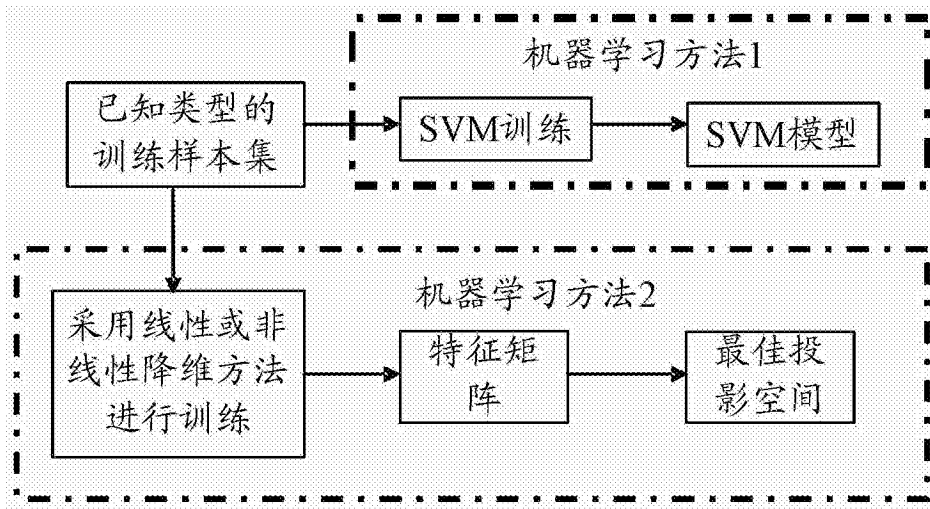 机器学习方法1
已知类型的
训练样本集
SVM训练
SVM模型
机器学习方法2
采用线性或非
线性降维方法
进行训练
特征矩
阵
最佳投
影空间